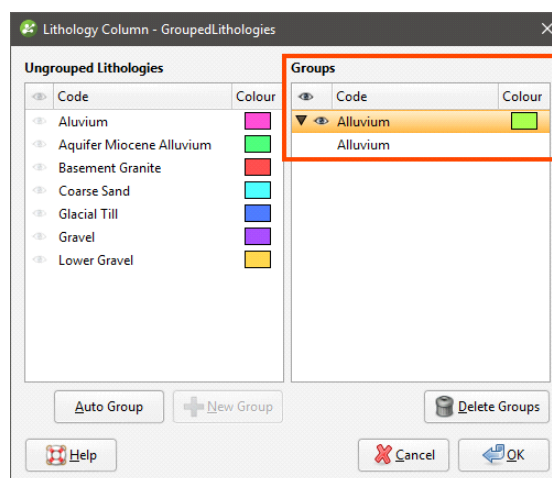 Lithology Column - GroupedLithologies
Ungrouped Lithologies
Code Colour
Aluvium
Aquifer Miocene Alluvium
Basement Granite
Coarse Sand
Glacial Till
Gravel
Lower Gravel
Auto Group
New Group
Groups
Code Colour
Alluvium
Alluvium
Delete Groups
Help
Cancel
OK